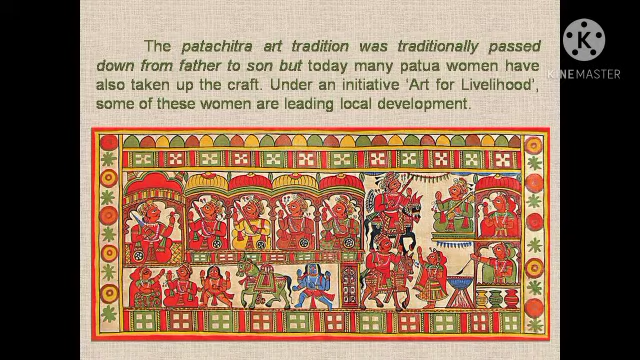 The patachitra art tradition was traditionally passed
down from father to son but today many patua women have
also taken up the craft. Under an initiative 'Art for Livelihood',
some of these women are leading local development.
KINEMASTER